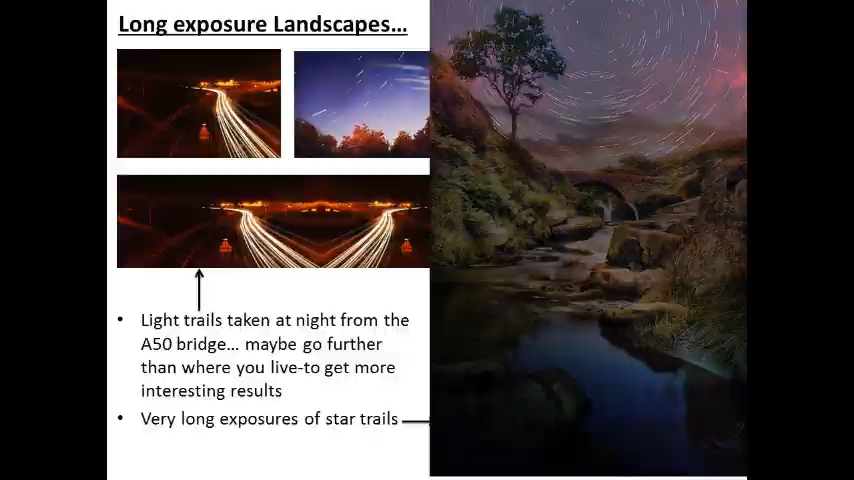 Long exposure Landscapes...
• Light trails taken at night from the
A50 bridge... maybe go further
than where you live-to get more
interesting results
• Very long exposures of star trails